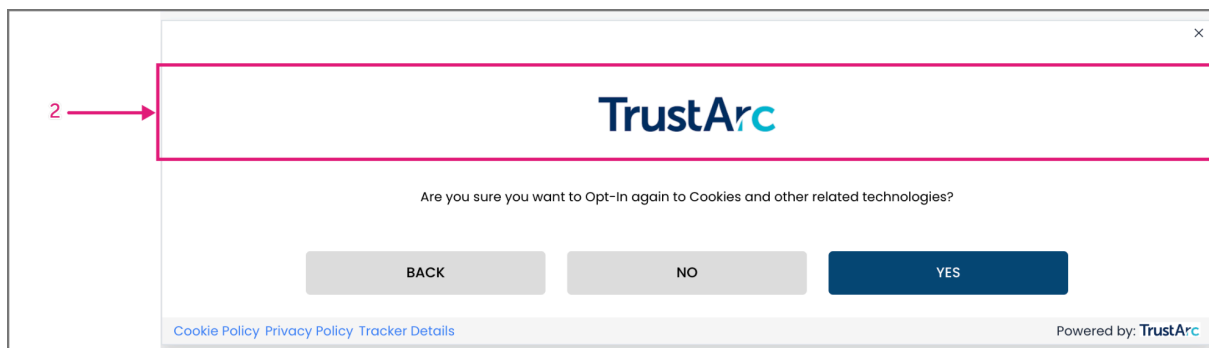 ×
2
TrustArc
Are you sure you want to Opt-In again to Cookies and other related technologies?
BACK NO YES
Cookie Policy Privacy Policy Tracker Details Powered by: TrustArc